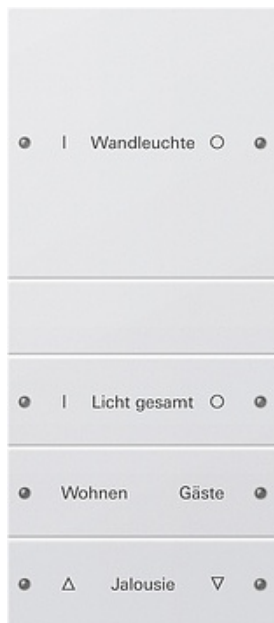 I Wandleuchte O
I Licht gesamt O
Wohnen Gäste
△ Jalousie ▽